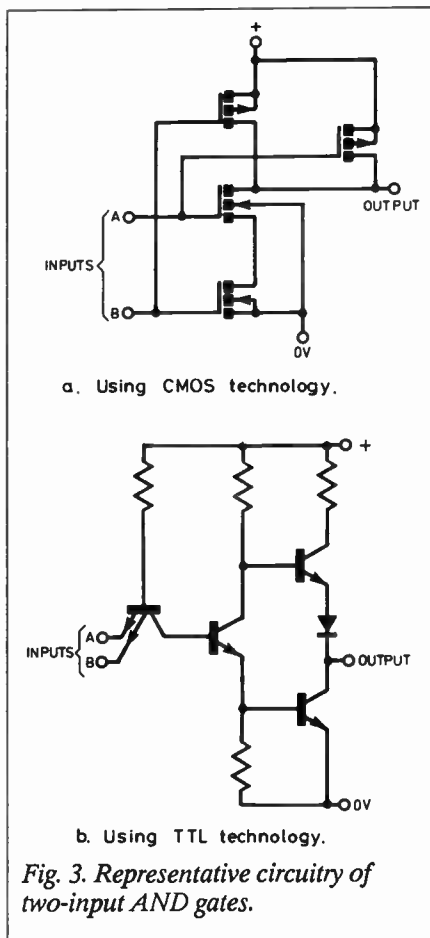 +
A
INPUTS
B
OUTPUT
0V
a. Using CMOS technology.
+
A
INPUTS
B
OUTPUT
0V
b. Using TTL technology.
Fig. 3. Representative circuitry of
two-input AND gates.